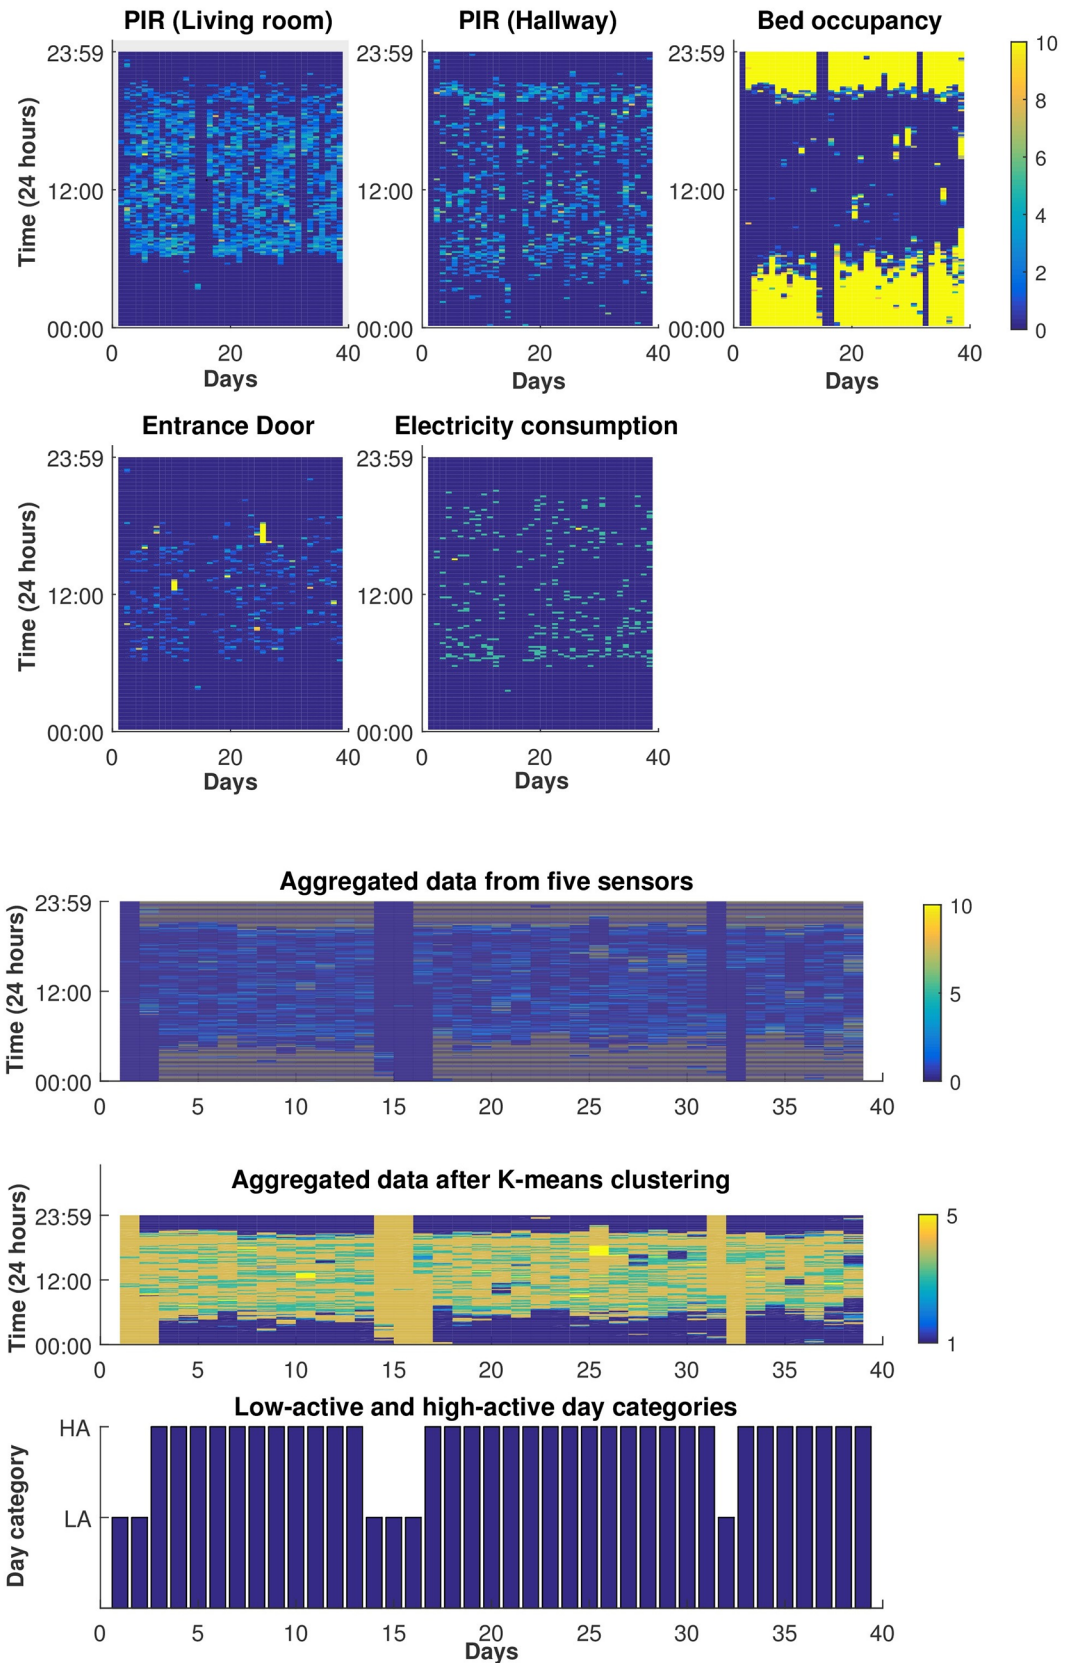 PIR (Living room) PIR (Hallway) Bed occupancy
23:59 23:59 23:59 10
8
6
12:00 12:00 12:00
4
2
00:00 00:00 00:00 0
Time (24 hours)
0 20 40 0 20 40 0 20 40
Days Days Days
Entrance Door Electricity consumption
23:59 23:59
12:00 12:00
00:00 00:00
Time (24 hours)
0 20 40 0 20 40
Days Days
Aggregated data from five sensors
23:59 10
12:00 5
00:00 0
Time (24 hours)
0 5 10 15 20 25 30 35 40
Aggregated data after K-means clustering
23:59 5
12:00
00:00 1
Time (24 hours)
0 5 10 15 20 25 30 35 40
Low-active and high-active day categories
HA
LA
Day category
0 5 10 15 20 25 30 35 40
Days